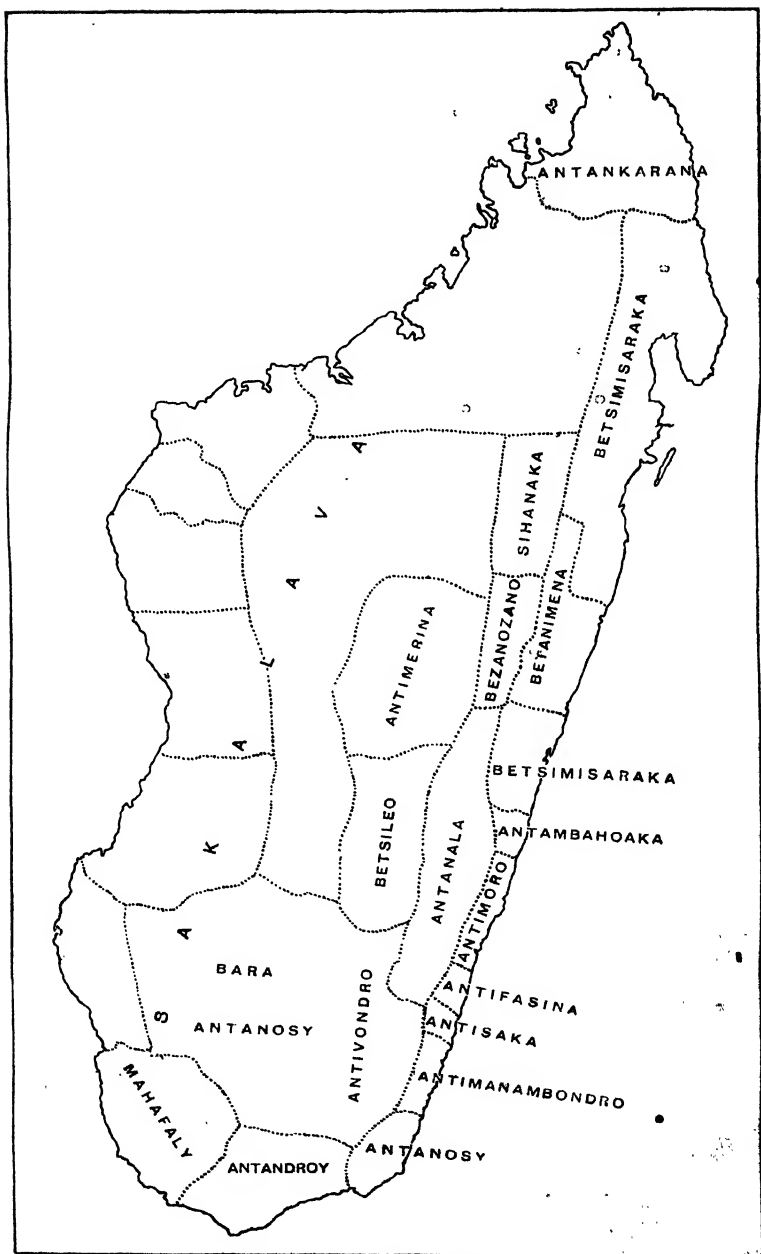 ANTANKARANA
BETSIMISARAKA
SAKALAVA
SIHANAKA
BEZANOZANO
BETANIMENA
ANTIMERINA
BETSIMISARAKA
ANTAMBAHOAKA
BETSILEO
ANTANALA
ANTIMORO
BARA
ANTANOSY
ANTIVONDRO
ANTIFASINA
ANTISAKA
ANTIMANAMBONDRO
MAHAFALY
ANTANDROY
ANTANOSY